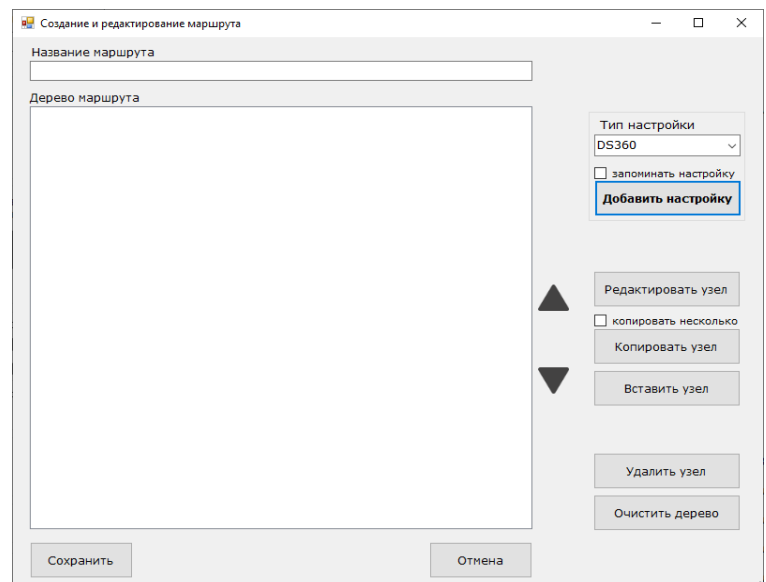 Создание и редактирование маршрута
Название маршрута
Дерево маршрута
Тип настройки
DS360
запоминать настройку
Добавить настройку
Редактировать узел
копировать несколько
Копировать узел
Вставить узел
Удалить узел
Очистить дерево
Сохранить
Отмена